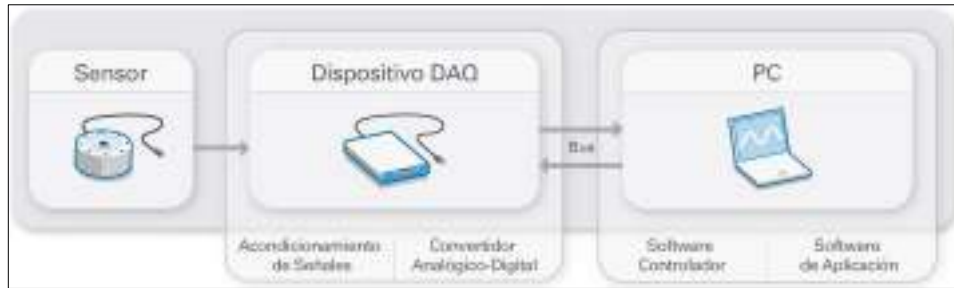 Sensor
Dispositivo DAQ
PC
Bus
Acondicionamiento
de Señales
Convertidor
Analógico-Digital
Software
Controlador
Software
de Aplicación